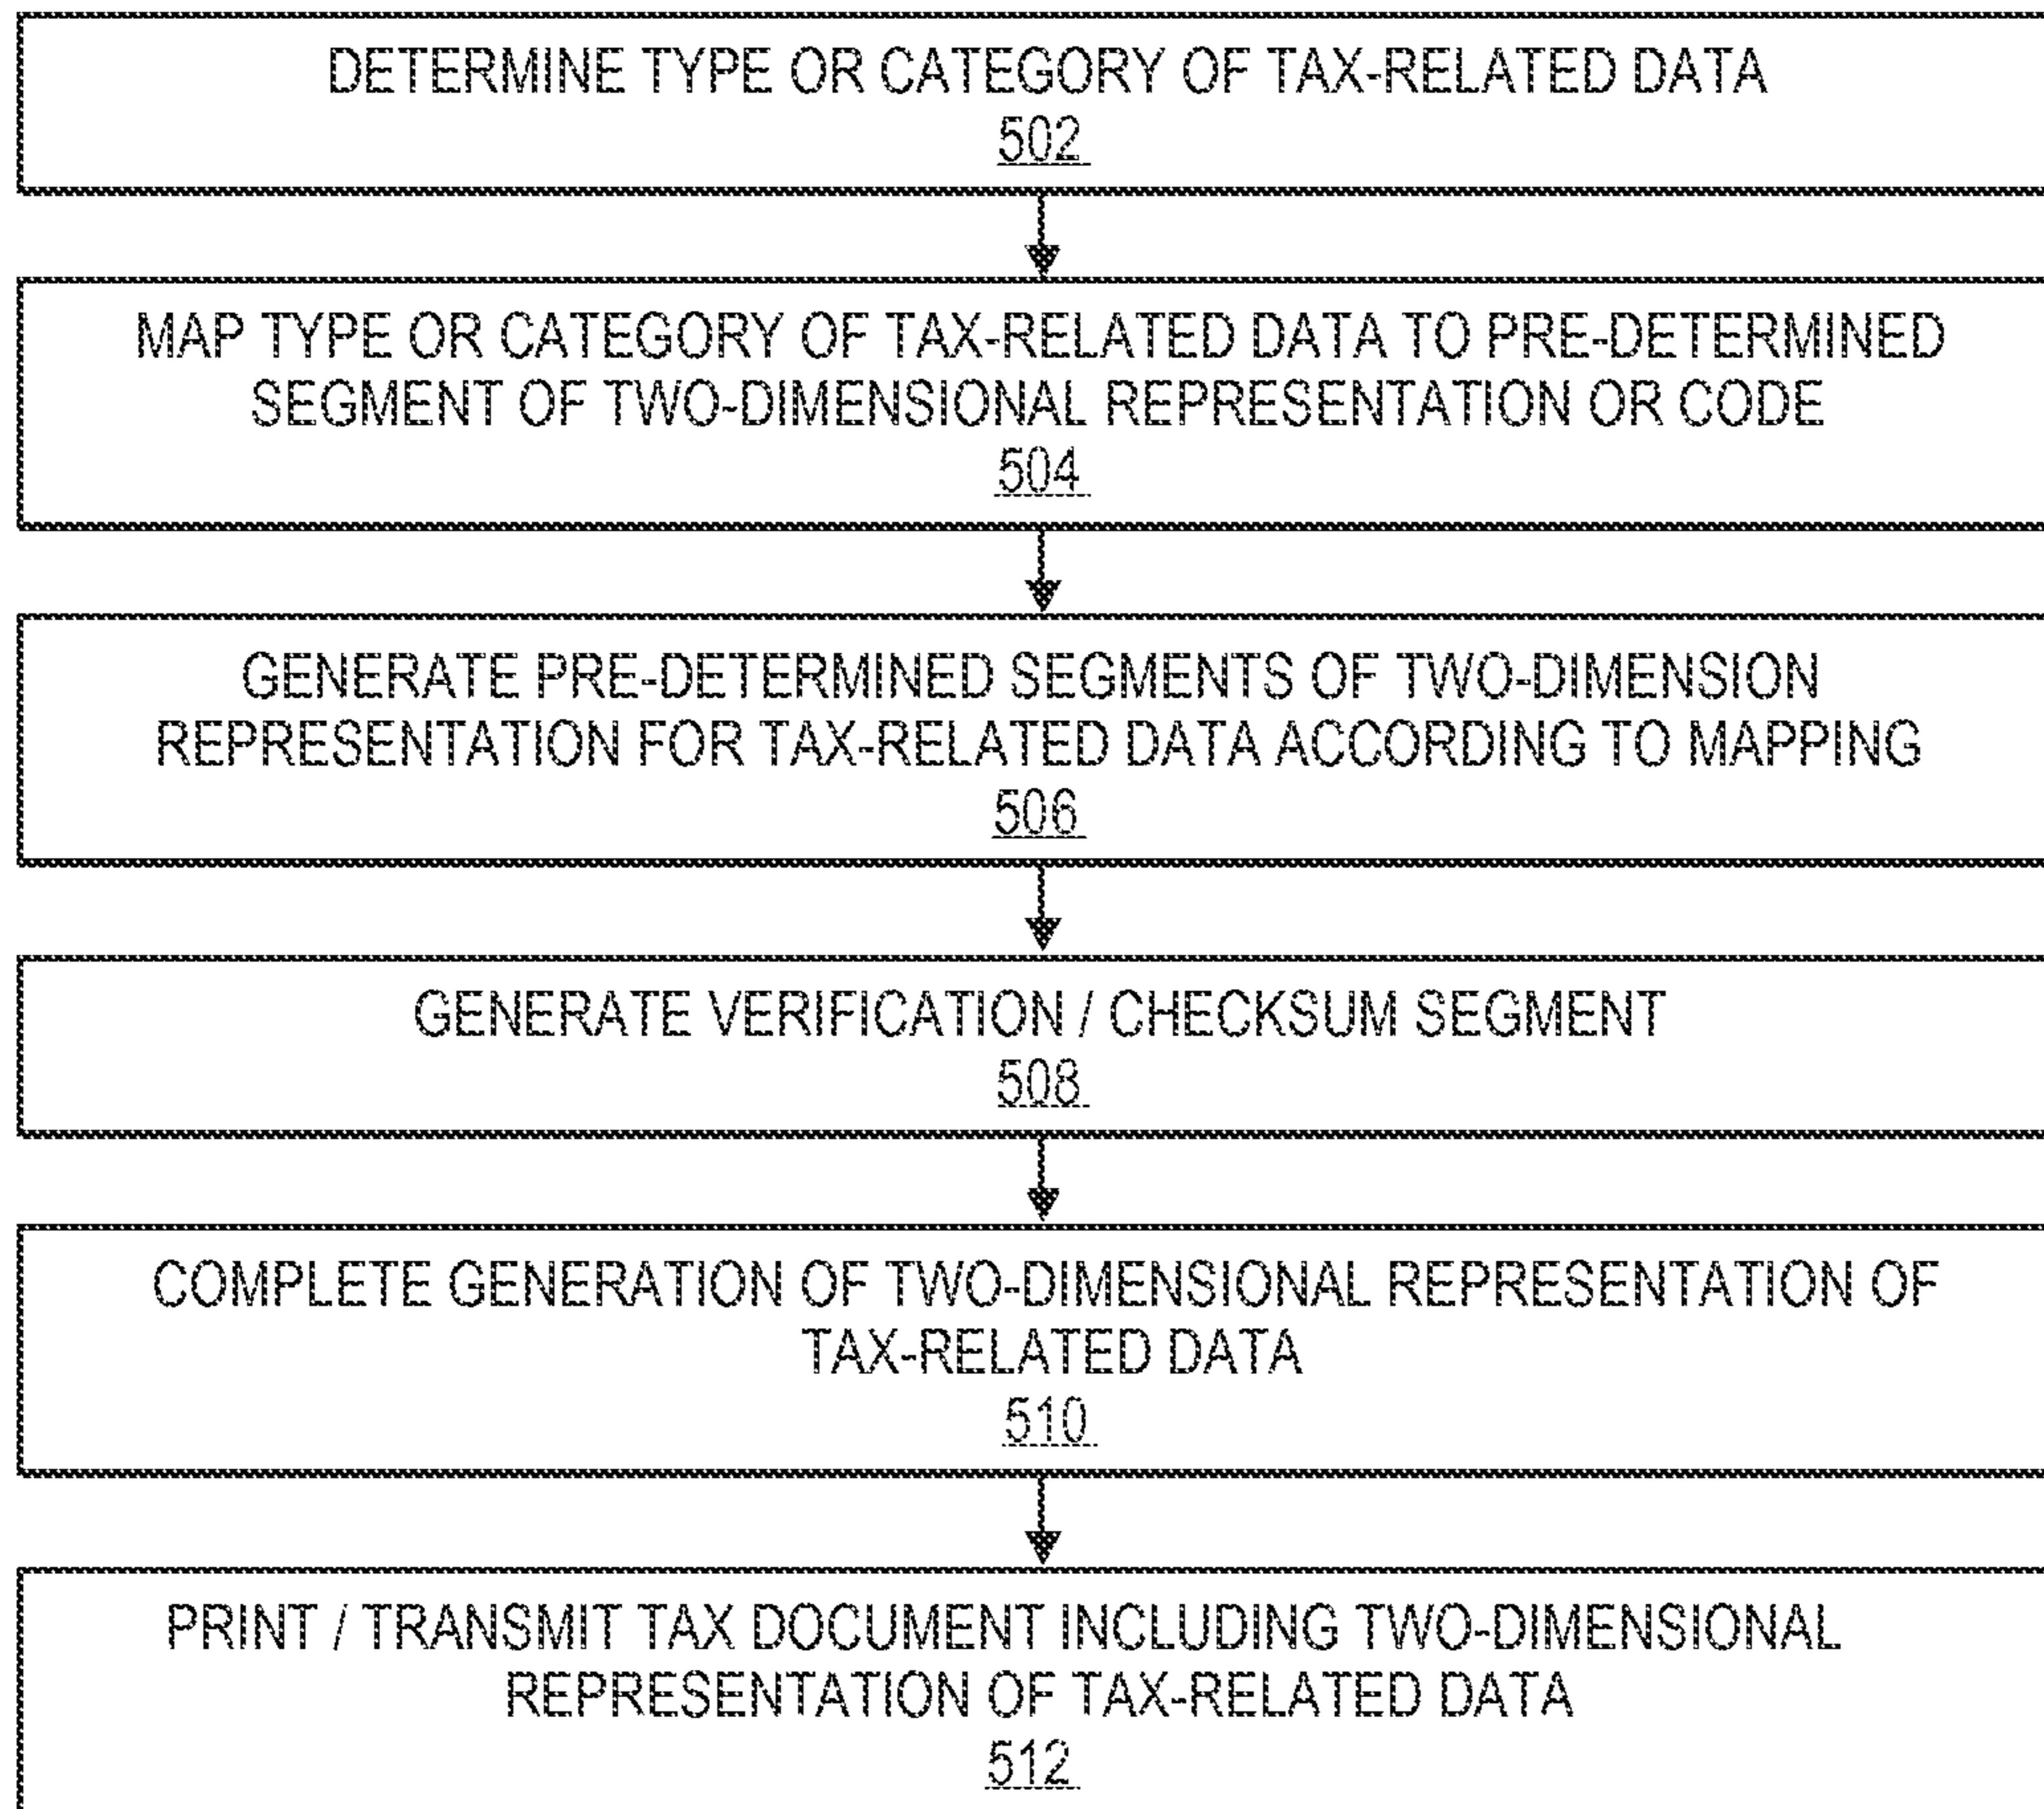 DETERMINE TYPE OR CATEGORY OF TAX-RELATED DATA
502
MAP TYPE OR CATEGORY OF TAX-RELATED DATA TO PRE-DETERMINED
SEGMENT OF TWO-DIMENSIONAL REPRESENTATION OR CODE
504
GENERATE PRE-DETERMINED SEGMENTS OF TWO-DIMENSION
REPRESENTATION FOR TAX-RELATED DATA ACCORDING TO MAPPING
506
GENERATE VERIFICATION / CHECKSUM SEGMENT
508
COMPLETE GENERATION OF TWO-DIMENSIONAL REPRESENTATION OF
TAX-RELATED DATA
510
PRINT / TRANSMIT TAX DOCUMENT INCLUDING TWO-DIMENSIONAL
REPRESENTATION OF TAX-RELATED DATA
512